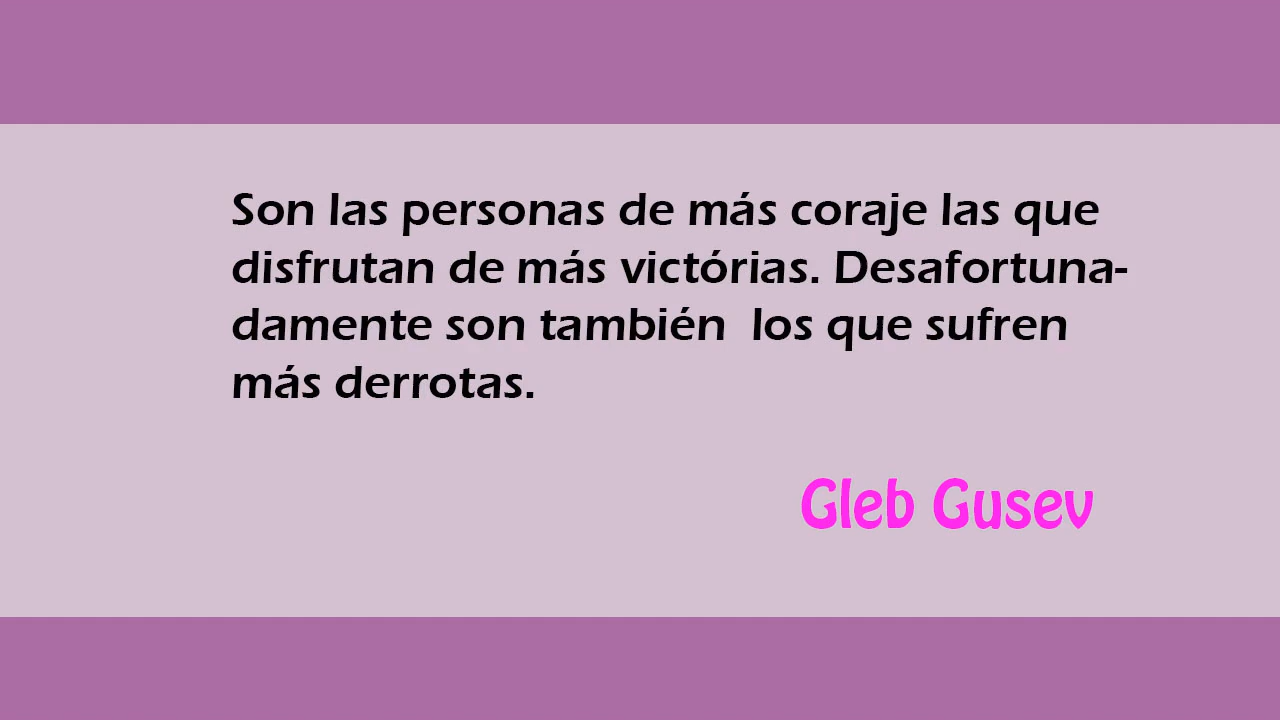 Son las personas de más coraje las que
disfrutan de más victórias. Desafortuna-
damente son también  los que sufren
más derrotas.
Gleb Gusev